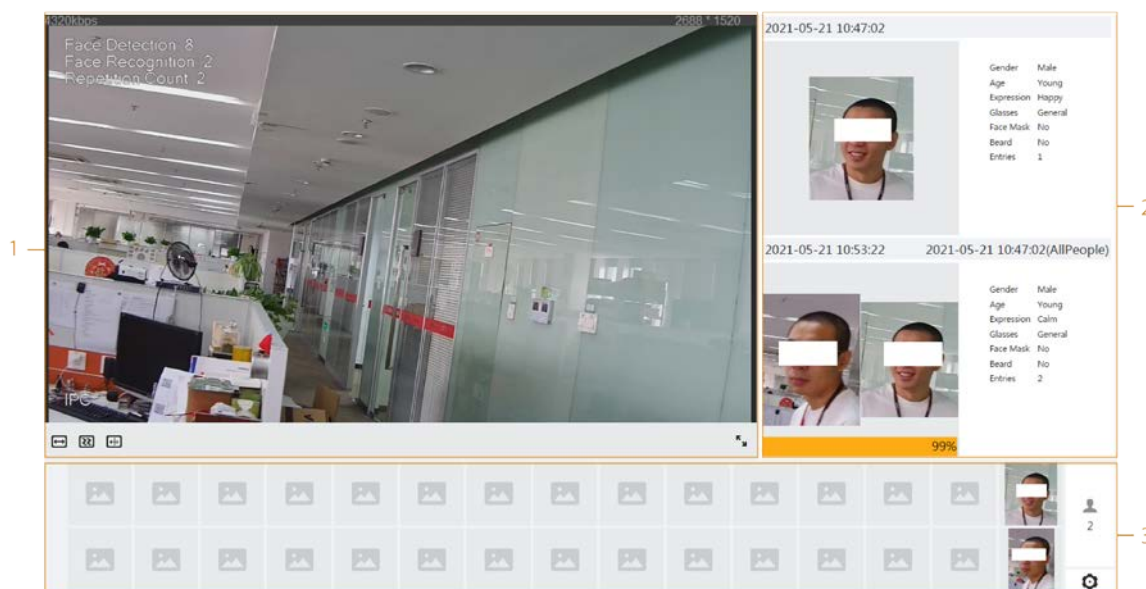 4320kbps
2688 * 1520
Face Detection 8
Face Recognition 2
Repetition Count 2
IPC
2021-05-21 10:47:02
Gender Male
Age Young
Expression Happy
Glasses General
Face Mask No
Beard No
Entries 1
2021-05-21 10:53:22 2021-05-21 10:47:02(AllPeople)
Gender Male
Age Young
Expression Calm
Glasses General
Face Mask No
Beard No
Entries 2
99%
2
1
2
3